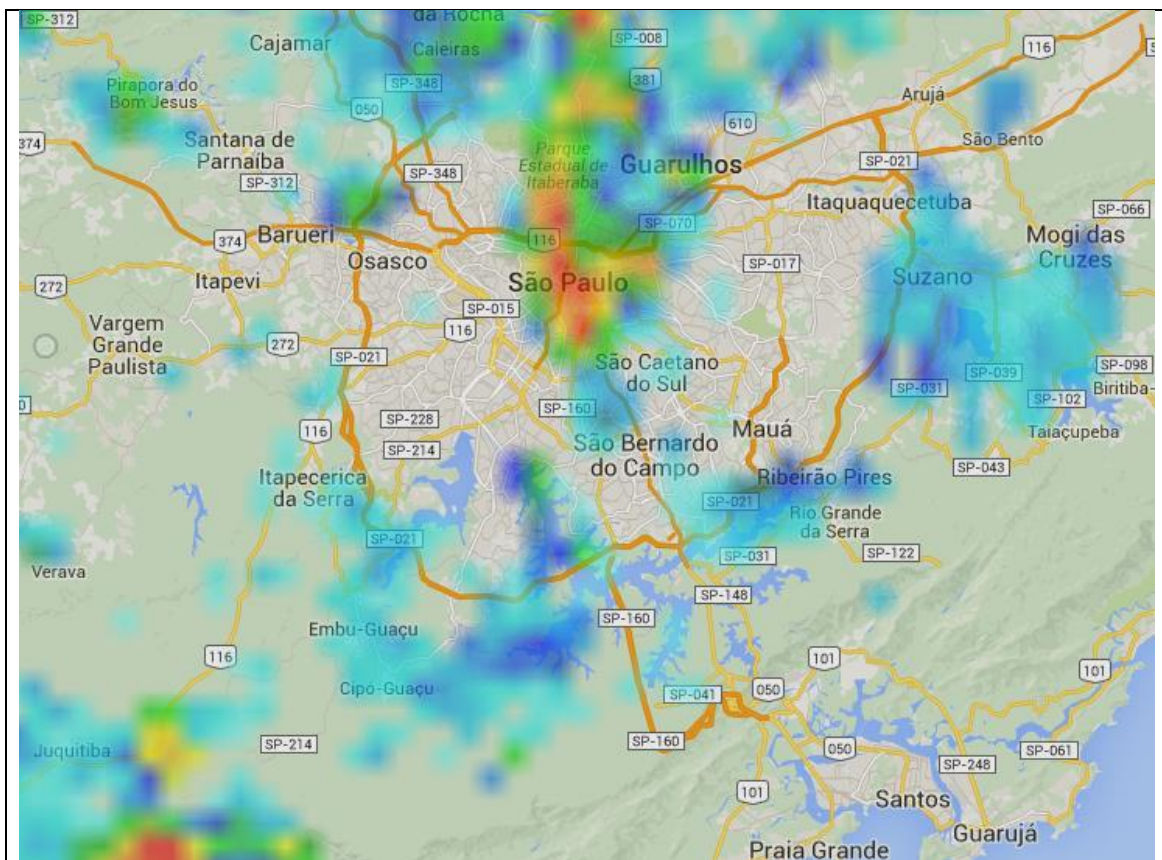 SP-312
da Rocha
Cajamar
Caleiras
SP-008
116
SP-348
381
Pirapora do
Bom Jesus
Arujá
050
610
374
Santana de
Parnaíba
Parque
Estadual de
Itaberaba
Guarulhos
São Bento
SP-021
SP-348
SP-312
Itaquaquecetuba
SP-066
SP-070
Barueri
374
116
Mogi das
Cruzes
Osasco
SP-017
Itapevi
São Paulo
Suzano
272
SP-015
116
Vargem
Grande
Paulista
272
SP-021
São Caetano
do Sul
SP-098
SP-039
SP-031
Biritiba-
0
SP-160
SP-102
SP-228
116
Mauá
Taiaçupeba
SP-214
São Bernardo
do Campo
SP-043
Itapecerica
da Serra
Ribeirão Pires
SP-021
Rio Grande
da Serra
SP-021
SP-031
SP-122
Verava
SP-148
SP-160
Embu-Guaçu
116
101
101
Cipó-Guaçu
SP-041
050
SP-214
SP-160
Juquitiba
050
SP-061
SP-248
101
Santos
Guarujá
Praia Grande